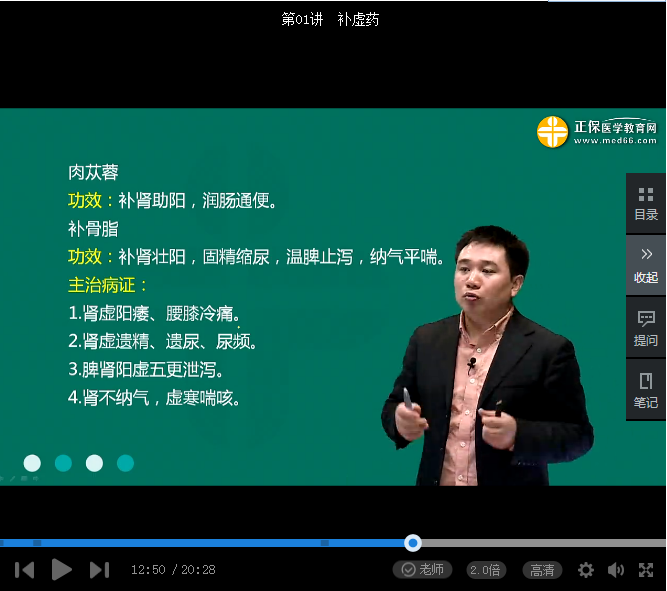 第01讲 补虚药
正保医学教育网
www.med66.com
肉苁蓉
功效：补肾助阳，润肠通便。
补骨脂
功效：补肾壮阳，固精缩尿，温脾止泻，纳气平喘。
主治病证：
1.肾虚阳痿、腰膝冷痛。
2.肾虚遗精、遗尿、尿频。
3.脾肾阳虚五更泄泻。
4.肾不纳气，虚寒喘咳。
目录
收起
提问
笔记
12:50 / 20:28
老师
2.0倍
高清